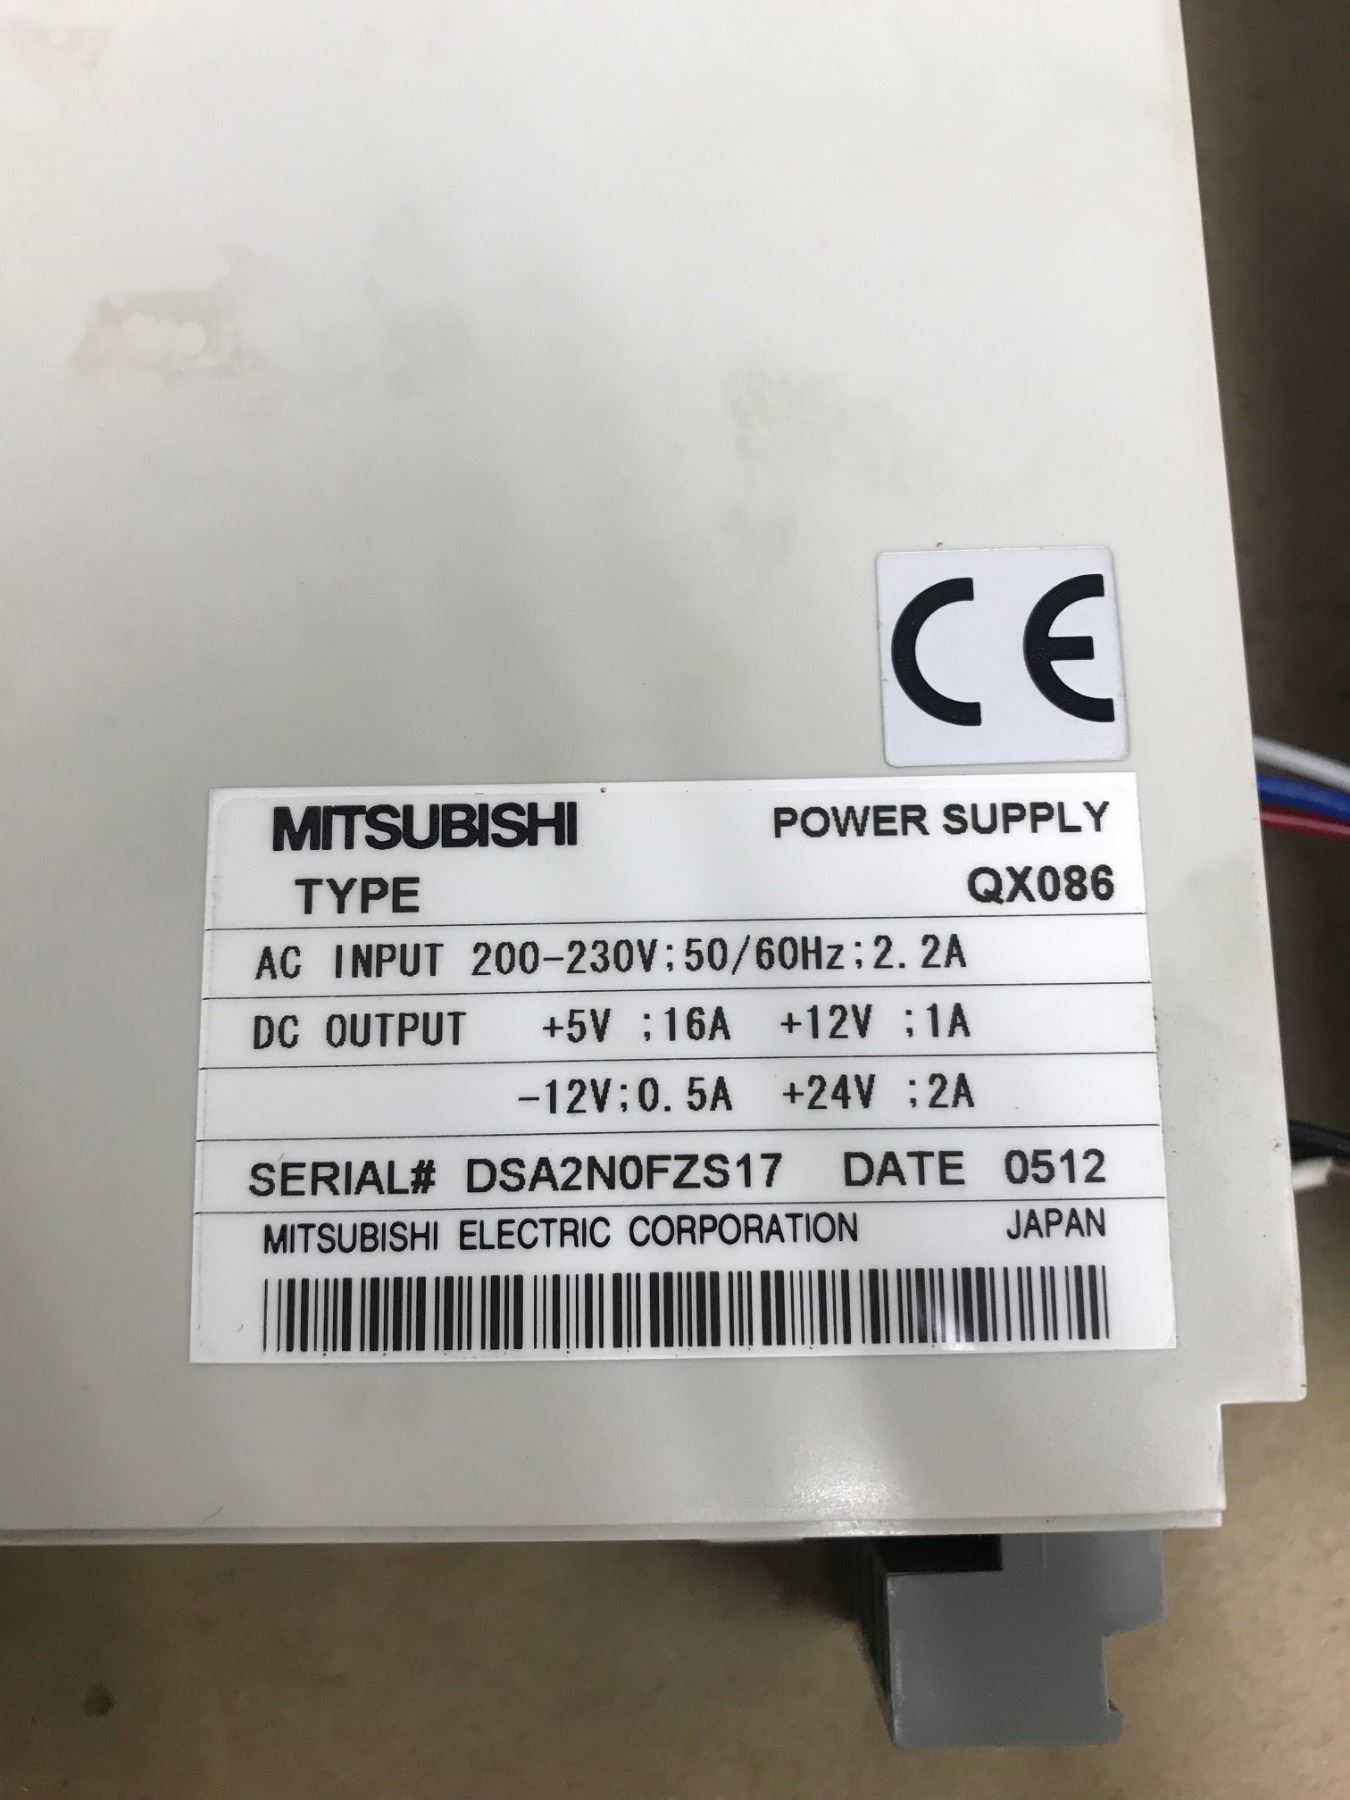 CE
MITSUBISHI POWER SUPPLY
TYPE QX086
AC INPUT 200-230V;50/60Hz;2.2A
DC OUTPUT +5V ;16A +12V ;1A
-12V;0.5A +24V ;2A
SERIAL# DSA2N0FZS17 DATE 0512
MITSUBISHI ELECTRIC CORPORATION JAPAN